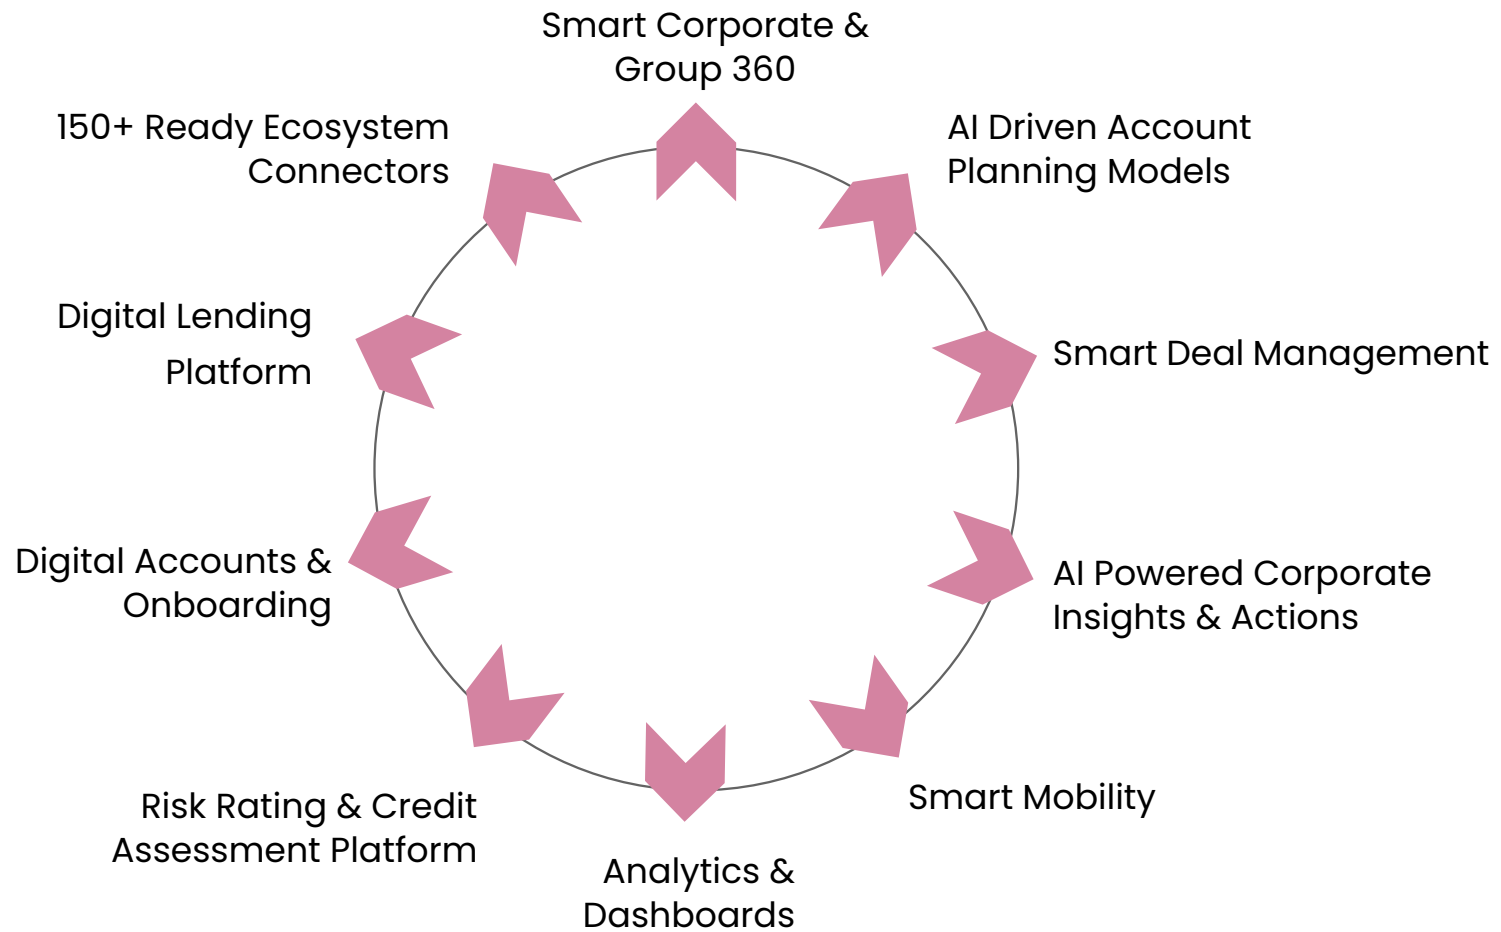 Smart Corporate &
Group 360
AI Driven Account
Planning Models
Smart Deal Management
AI Powered Corporate
Insights & Actions
Smart Mobility
Analytics &
Dashboards
Risk Rating & Credit
Assessment Platform
Digital Accounts &
Onboarding
Digital Lending
Platform
150+ Ready Ecosystem
Connectors